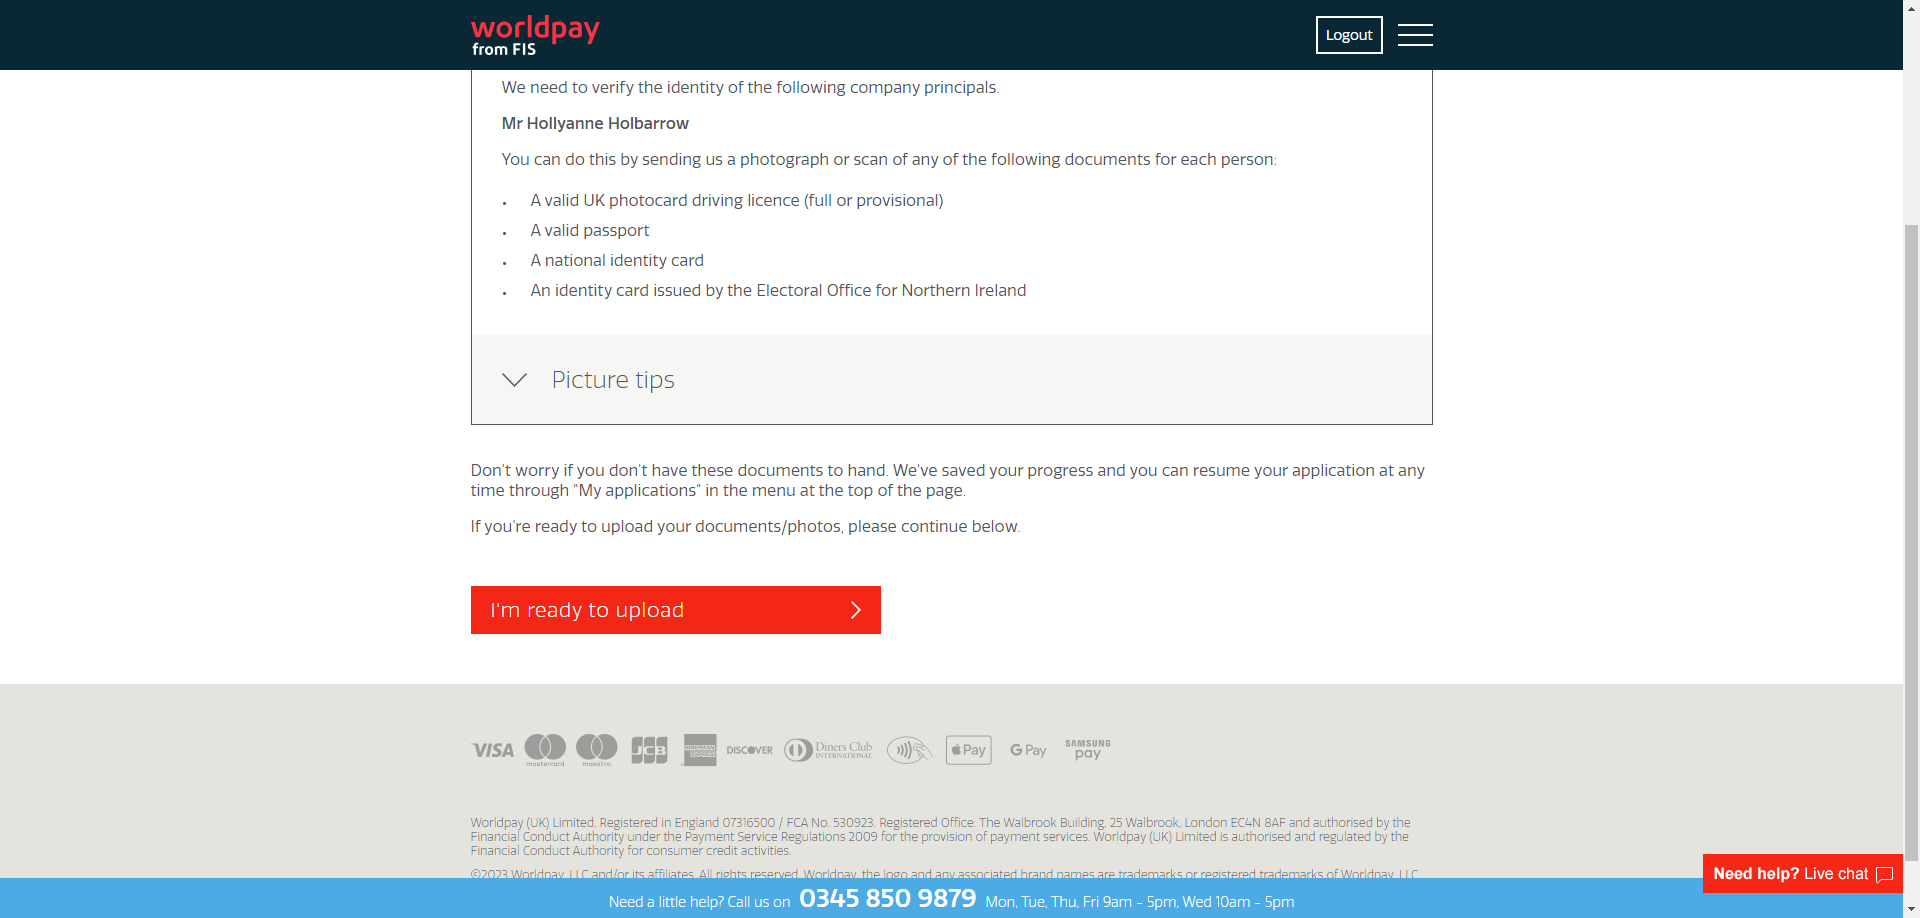 worldpay
from FIS
Logout
We need to verify the identity of the following company principals.
Mr Hollyanne Holbarrow
You can do this by sending us a photograph or scan of any of the following documents for each person:
• A valid UK photocard driving licence (full or provisional)
• A valid passport
• A national identity card
• An identity card issued by the Electoral Office for Northern Ireland
Picture tips
Don't worry if you don't have these documents to hand. We've saved your progress and you can resume your application at any
time through "My applications" in the menu at the top of the page.
If you're ready to upload your documents/photos, please continue below.
I'm ready to upload
VISA mastercard maestro JCB AMERICAN EXPRESS DISCOVER Diners Club INTERNATIONAL Pay G Pay SAMSUNG pay
Worldpay (UK) Limited. Registered in England 07316500 / FCA No. 530923. Registered Office: The Walbrook Building, 25 Walbrook, London EC4N 8AF and authorised by the
Financial Conduct Authority under the Payment Service Regulations 2009 for the provision of payment services. Worldpay (UK) Limited is authorised and regulated by the
Financial Conduct Authority for consumer credit activities.
©2023 Worldpay, LLC and/or its affiliates. All rights reserved. Worldpay, the logo and any associated brand names are trademarks or registered trademarks of Worldpay, LLC
Need help? Live chat
Need a little help? Call us on 0345 850 9879 Mon, Tue, Thu, Fri 9am - 5pm, Wed 10am - 5pm